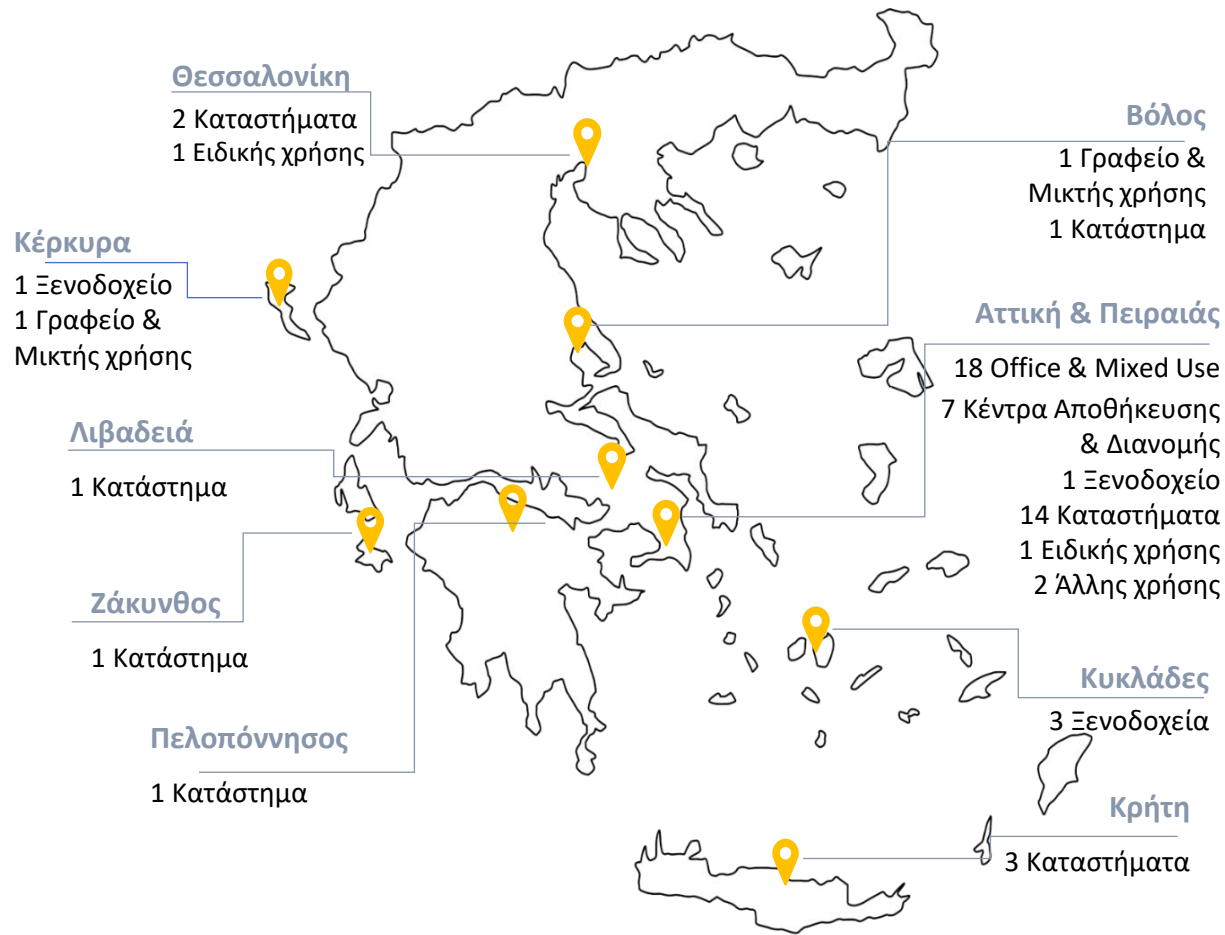 Θεσσαλονίκη
2 Καταστήματα
1 Ειδικής χρήσης
Κέρκυρα
1 Ξενοδοχείο
1 Γραφείο &
Μικτής χρήσης
Λιβαδειά
1 Κατάστημα
Ζάκυνθος
1 Κατάστημα
Πελοπόννησος
1 Κατάστημα
Βόλος
1 Γραφείο &
Μικτής χρήσης
1 Κατάστημα
Αττική & Πειραιάς
18 Office & Mixed Use
7 Κέντρα Αποθήκευσης
& Διανομής
1 Ξενοδοχείο
14 Καταστήματα
1 Ειδικής χρήσης
2 Άλλης χρήσης
Κυκλάδες
3 Ξενοδοχεία
Κρήτη
3 Καταστήματα